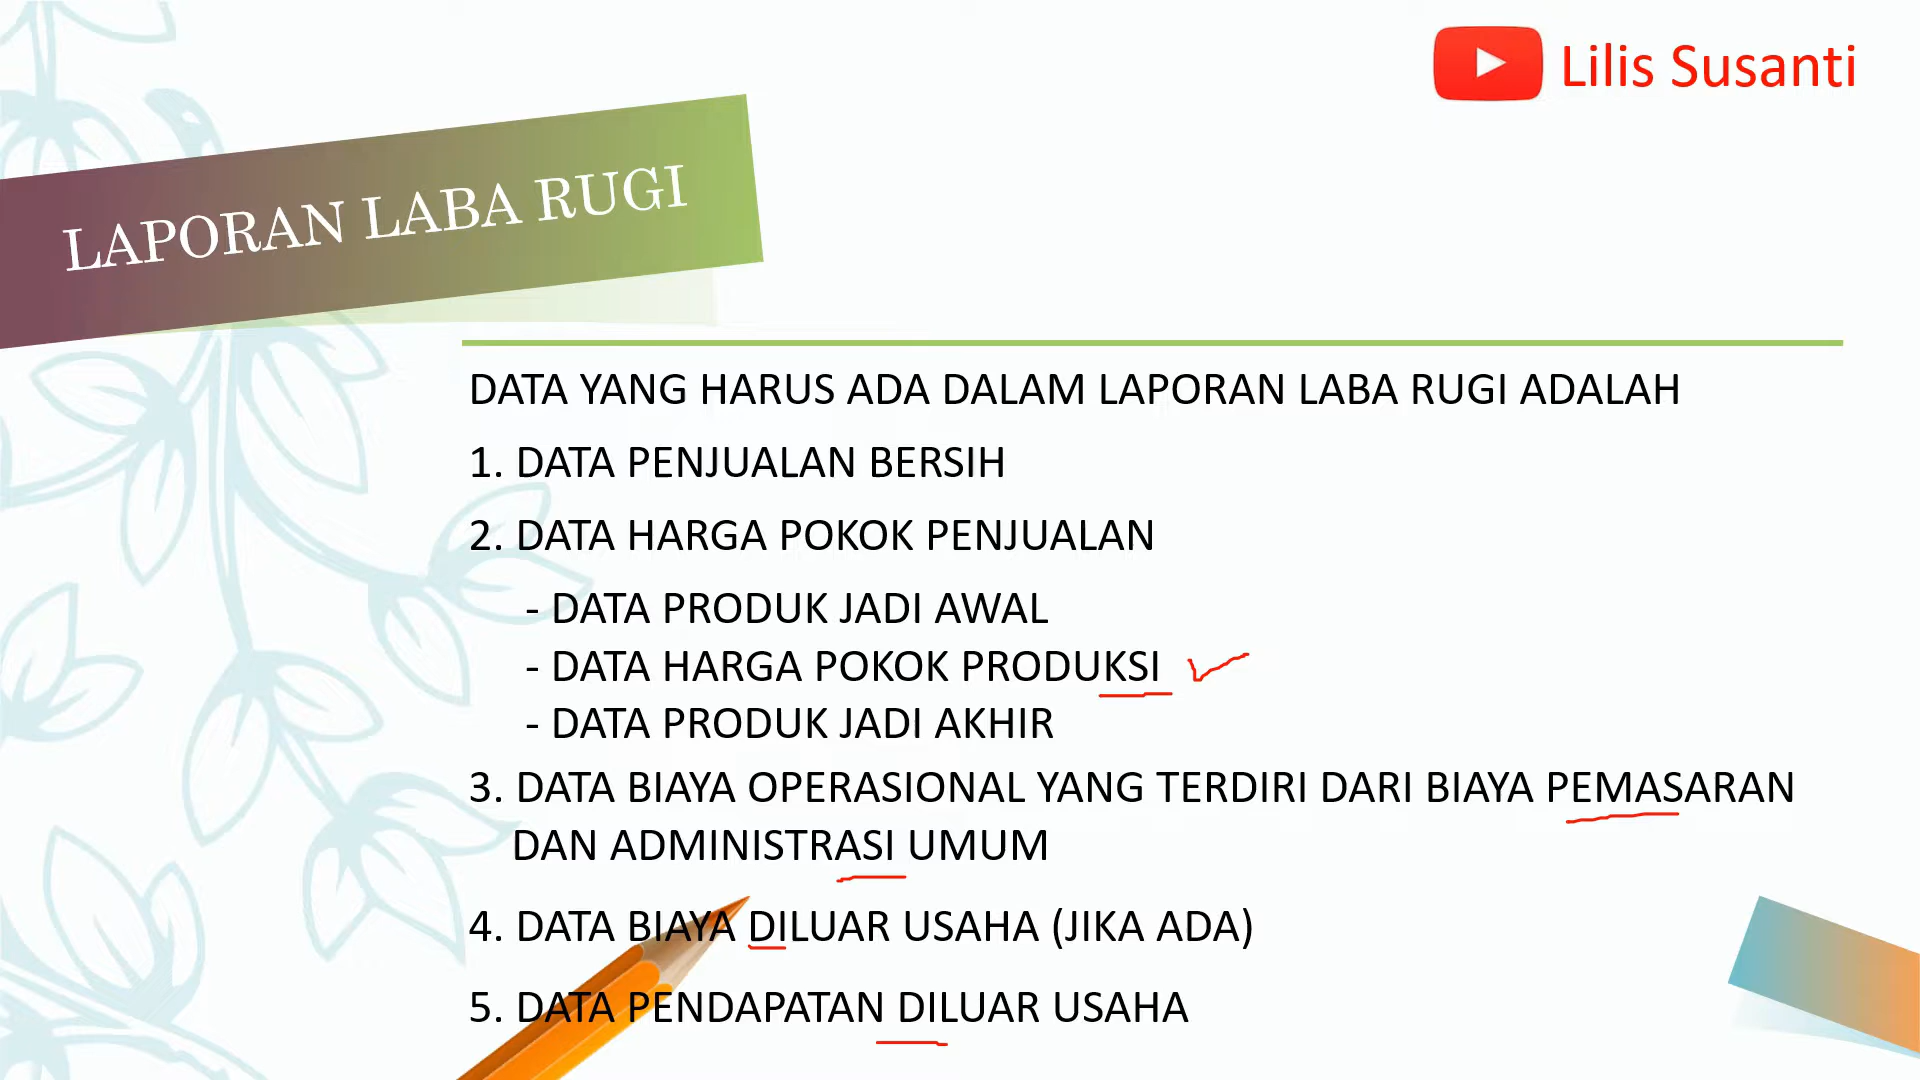 Lilis Susanti
LAPORAN LABA RUGI
DATA YANG HARUS ADA DALAM LAPORAN LABA RUGI ADALAH
1. DATA PENJUALAN BERSIH
2. DATA HARGA POKOK PENJUALAN
- DATA PRODUK JADI AWAL
- DATA HARGA POKOK PRODUKSI
- DATA PRODUK JADI AKHIR
3. DATA BIAYA OPERASIONAL YANG TERDIRI DARI BIAYA PEMASARAN
DAN ADMINISTRASI UMUM
4. DATA BIAYA DILUAR USAHA (JIKA ADA)
5. DATA PENDAPATAN DILUAR USAHA